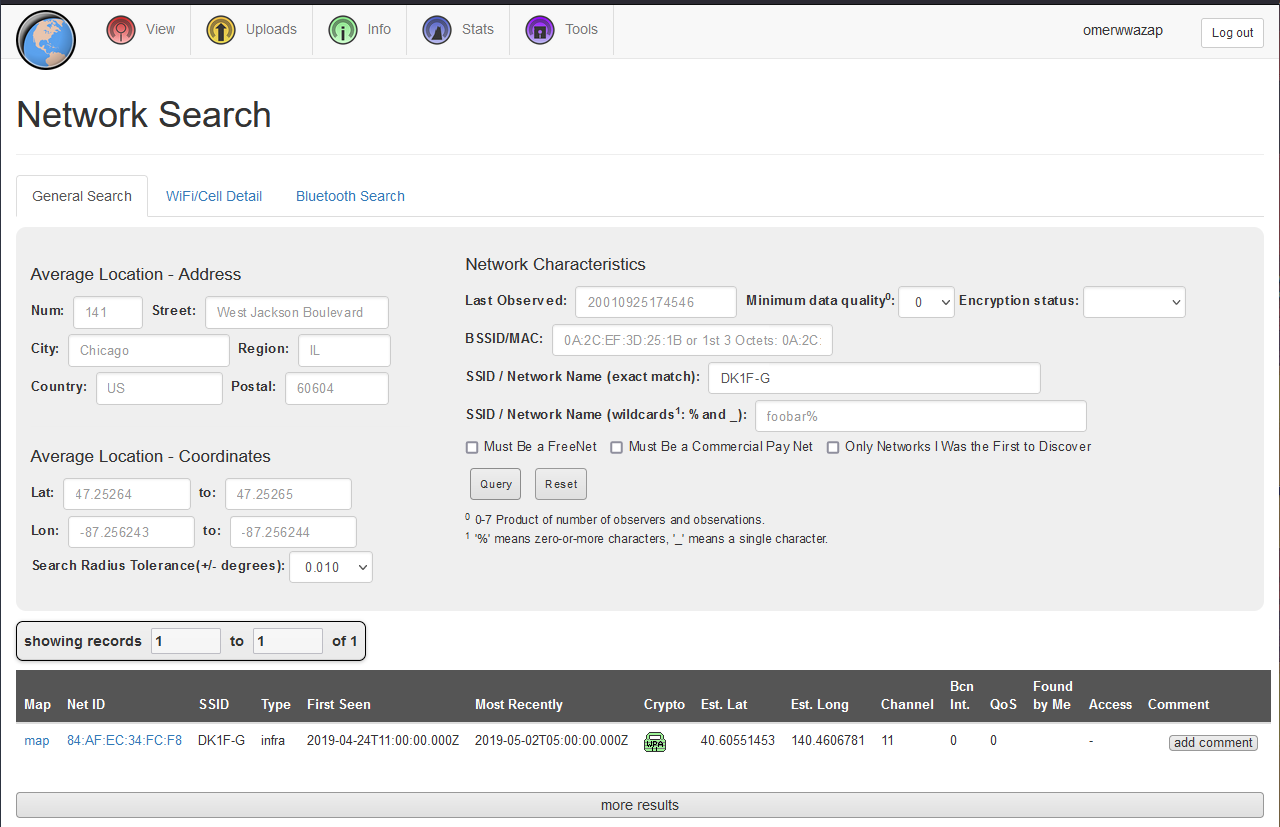 View Uploads Info Stats Tools omerwwazap Log out
Network Search
General Search WiFi/Cell Detail Bluetooth Search
Average Location - Address
Num: 141 Street: West Jackson Boulevard
City: Chicago Region: IL
Country: US Postal: 60604
Average Location - Coordinates
Lat: 47.25264 to: 47.25265
Lon: -87.256243 to: -87.256244
Search Radius Tolerance(+/- degrees): 0.010
Network Characteristics
Last Observed: 20010925174546 Minimum data quality0: 0 Encryption status:
BSSID/MAC: 0A:2C:EF:3D:25:1B or 1st 3 Octets: 0A:2C:
SSID / Network Name (exact match): DK1F-G
SSID / Network Name (wildcards1: % and _): foobar%
Must Be a FreeNet Must Be a Commercial Pay Net Only Networks I Was the First to Discover
Query Reset
0 0-7 Product of number of observers and observations.
1 '%' means zero-or-more characters, '_' means a single character.
showing records 1 to 1 of 1
Map Net ID SSID Type First Seen Most Recently Crypto Est. Lat Est. Long Channel Bcn Int. QoS Found by Me Access Comment
map 84:AF:EC:34:FC:F8 DK1F-G infra 2019-04-24T11:00:00.000Z 2019-05-02T05:00:00.000Z WPA 40.60551453 140.4606781 11 0 0 - add comment
more results